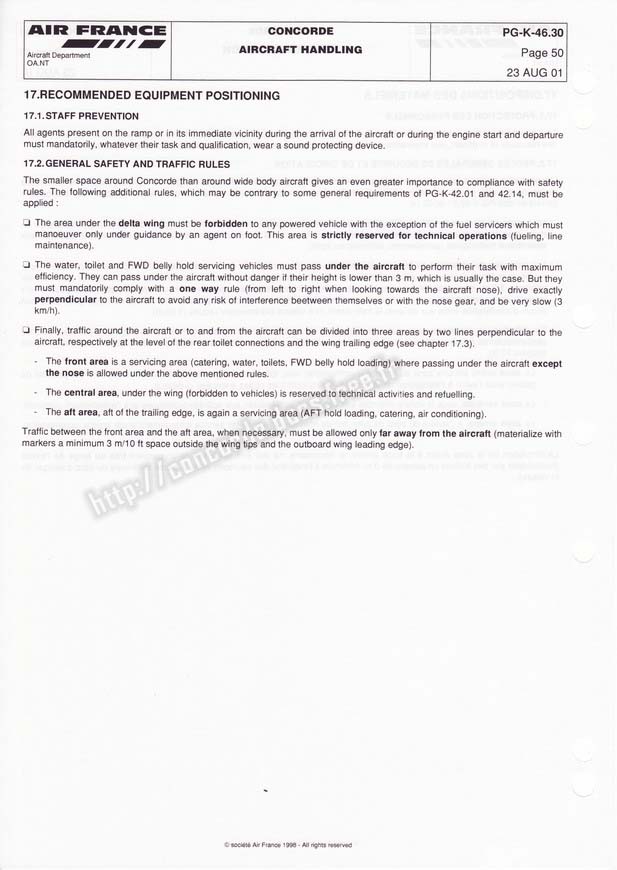 AIR FRANCE
Aircraft Department
OA.NT
CONCORDE
AIRCRAFT HANDLING
PG-K-46.30
Page 50
23 AUG 01
17.RECOMMENDED EQUIPMENT POSITIONING
17.1.STAFF PREVENTION
All agents present on the ramp or in its immediate vicinity during the arrival of the aircraft or during the engine start and departure
must mandatorily, whatever their task and qualification, wear a sound protecting device.
17.2.GENERAL SAFETY AND TRAFFIC RULES
The smaller space around Concorde than around wide body aircraft gives an even greater importance to compliance with safety
rules. The following additional rules, which may be contrary to some general requirements of PG-K-42.01 and 42.14, must be
applied :
❑ The area under the delta wing must be forbidden to any powered vehicle with the exception of the fuel servicers which must
manoeuver only under guidance by an agent on foot. This area is strictly reserved for technical operations (fueling, line
maintenance).
❑ The water, toilet and FWD belly hold servicing vehicles must pass under the aircraft to perform their task with maximum
efficiency. They can pass under the aircraft without danger if their height is lower than 3 m, which is usually the case. But they
must mandatorily comply with a one way rule (from left to right when looking towards the aircraft nose), drive exactly
perpendicular to the aircraft to avoid any risk of interference beetween themselves or with the nose gear, and be very slow (3
km/h).
❑ Finally, traffic around the aircraft or to and from the aircraft can be divided into three areas by two lines perpendicular to the
aircraft, respectively at the level of the rear toilet connections and the wing trailing edge (see chapter 17.3).
- The front area is a servicing area (catering, water, toilets, FWD belly hold loading) where passing under the aircraft except
the nose is allowed under the above mentioned rules.
- The central area, under the wing (forbidden to vehicles) is reserved to technical activities and refuelling.
- The aft area, aft of the trailing edge, is again a servicing area (AFT hold loading, catering, air conditioning).
Traffic between the front area and the aft area, when necessary, must be allowed only far away from the aircraft (materialize with
markers a minimum 3 m/10 ft space outside the wing tips and the outboard wing leading edge).
© société Air France 1998 - All rights reserved